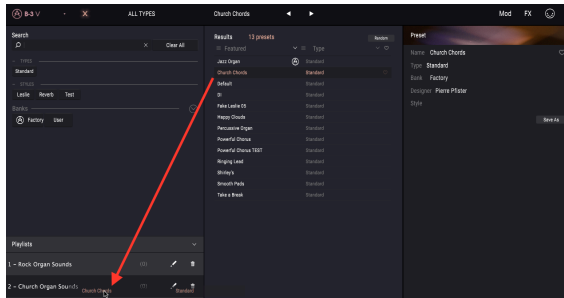 B-3 V
X
ALL TYPES
Church Chords
Mod
FX
Search
Clear All
TYPES
Standard
STYLES
Leslie Reverb Test
Banks
Factory User
Results 13 presets
Random
Featured Type
Jazz Organ Standard
Church Chords Standard
Default Standard
DI Standard
Fake Leslie 05 Standard
Happy Clouds Standard
Percussive Organ Standard
Powerful Chorus Standard
Powerful Chorus TEST Standard
Ringing Lead Standard
Shirley's Standard
Smooth Pads Standard
Take a Break Standard
Preset
Name Church Chords
Type Standard
Bank Factory
Designer Pierre Pfister
Style
Save As
Playlists
1 - Rock Organ Sounds
2 - Church Organ Sounds
Church Chords Standard